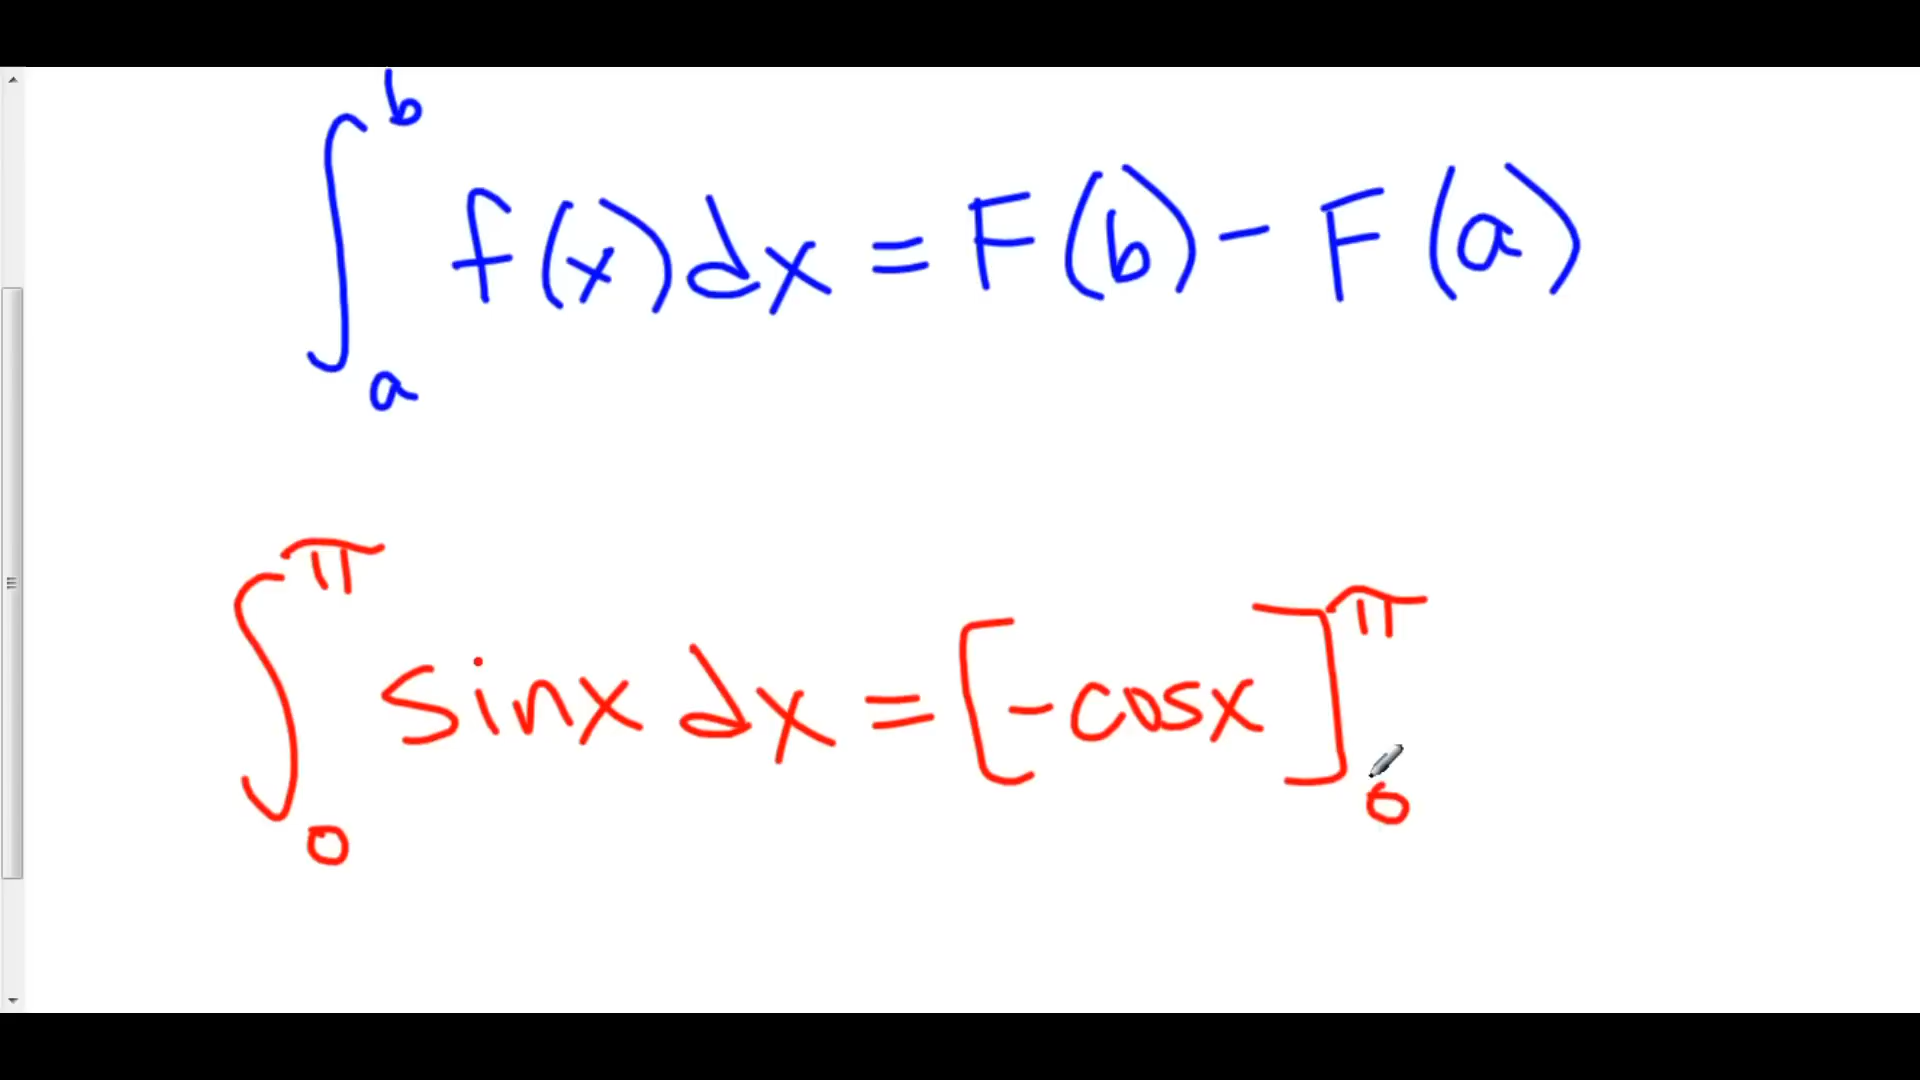 ∫_a^b f(x)dx = F(b) - F(a)
∫_0^π sinx dx = [-cosx]_0^π